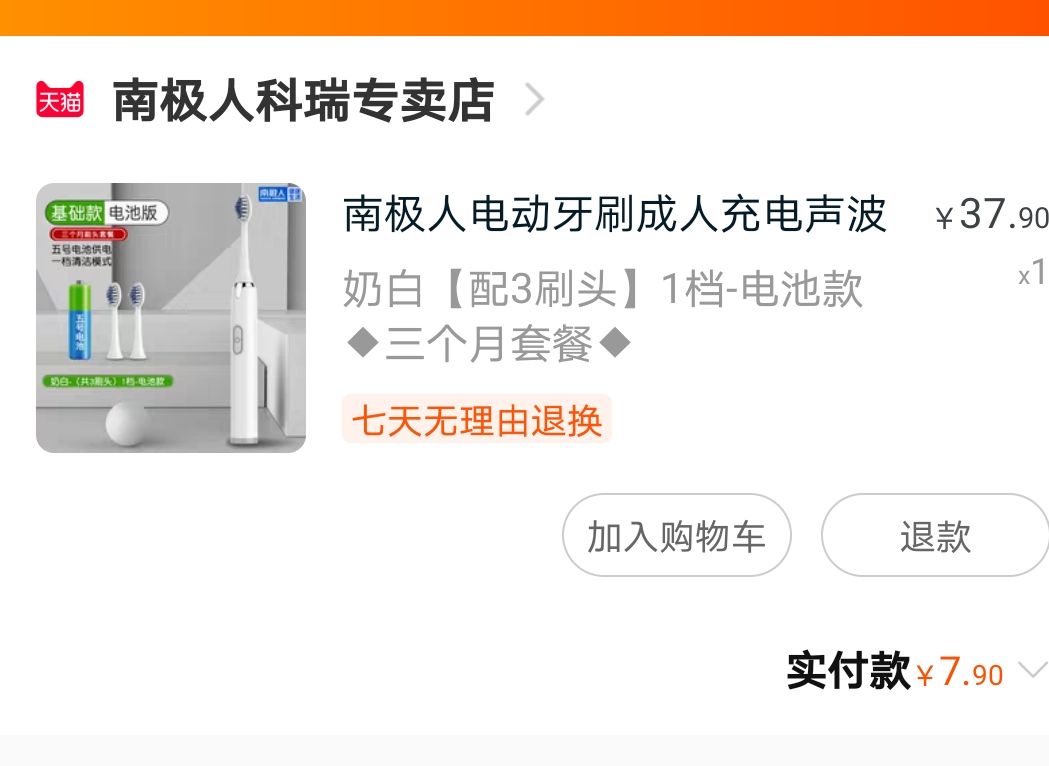 天猫
南极人科瑞专卖店
南极人
基础款 电池版
三个月刷头套餐
五号电池供电
一档清洁模式
五号电池
奶白-（共3刷头）1档-电池款
南极人电动牙刷成人充电声波
￥37.90
奶白【配3刷头】1档-电池款
x1
◆三个月套餐◆
七天无理由退换
加入购物车
退款
实付款￥7.90